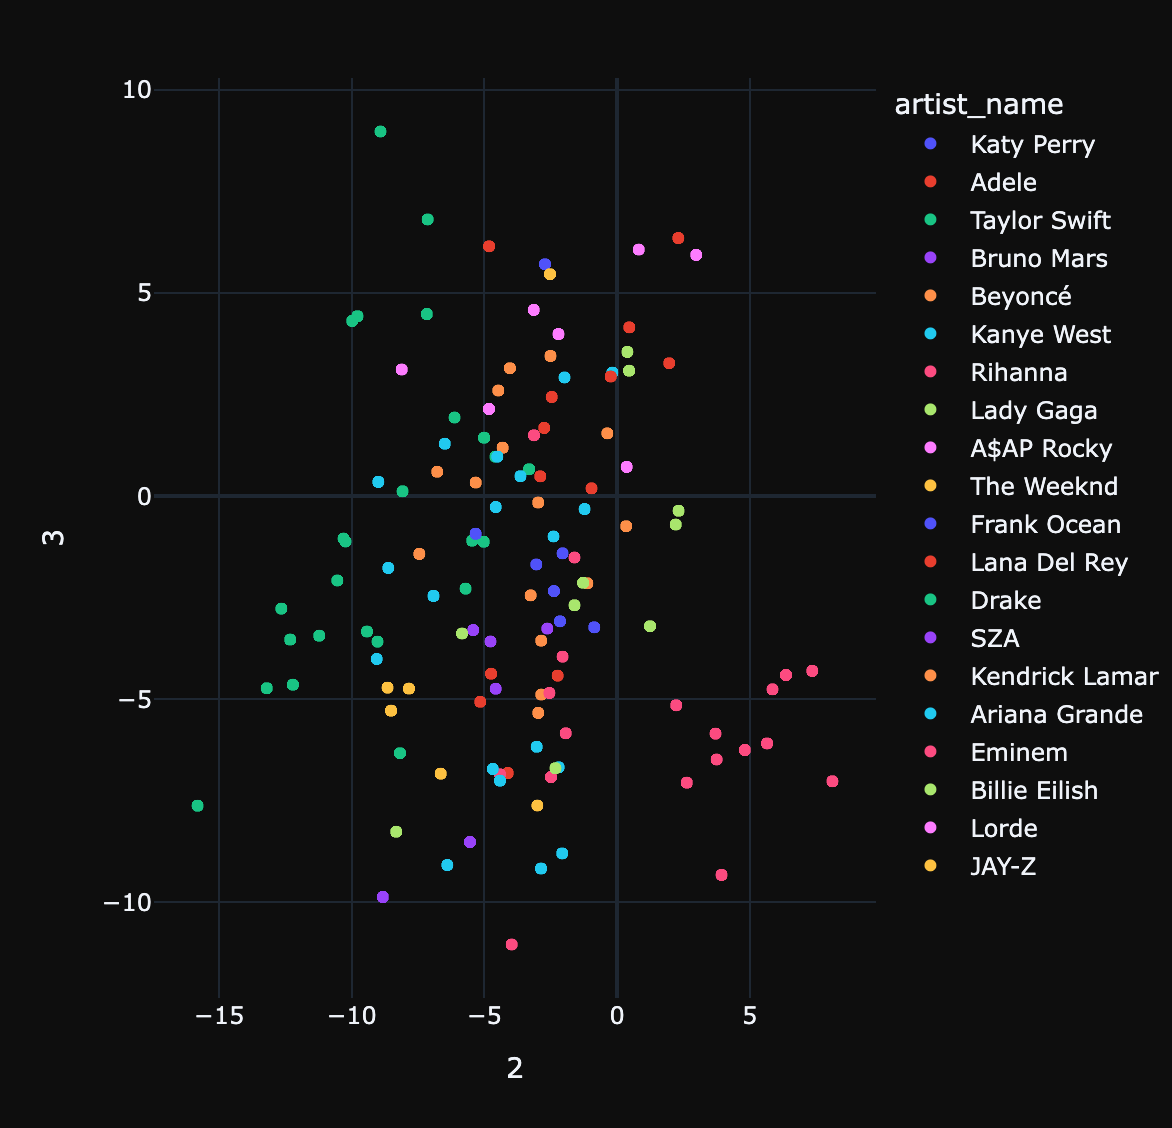 10
5
0
−5
−10
3
−15
−10
−5
0
5
2
artist_name
Katy Perry
Adele
Taylor Swift
Bruno Mars
Beyoncé
Kanye West
Rihanna
Lady Gaga
A$AP Rocky
The Weeknd
Frank Ocean
Lana Del Rey
Drake
SZA
Kendrick Lamar
Ariana Grande
Eminem
Billie Eilish
Lorde
JAY-Z